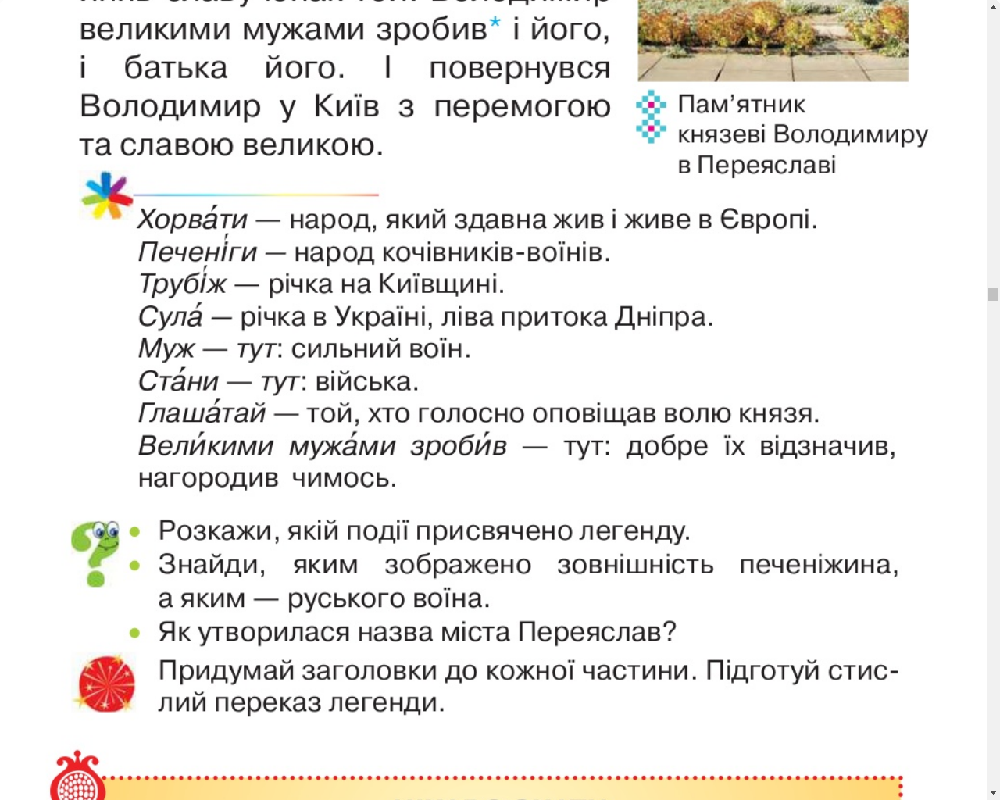 великими мужами зробив* і його,
і батька його. І повернувся
Володимир у Київ з перемогою
та славою великою.
Пам’ятник
князеві Володимиру
в Переяславі
Хорва́ти — народ, який здавна жив і живе в Європі.
Печені́ги — народ кочівників-воїнів.
Трубі́ж — річка на Київщині.
Сула́ — річка в Україні, ліва притока Дніпра.
Муж — тут: сильний воїн.
Ста́ни — тут: війська.
Глаша́тай — той, хто голосно оповіщав волю князя.
Вели́кими мужа́ми зроби́в — тут: добре їх відзначив,
нагородив чимось.
• Розкажи, якій події присвячено легенду.
• Знайди, яким зображено зовнішність печеніжина,
а яким — руського воїна.
• Як утворилася назва міста Переяслав?
Придумай заголовки до кожної частини. Підготуй стис-
лий переказ легенди.